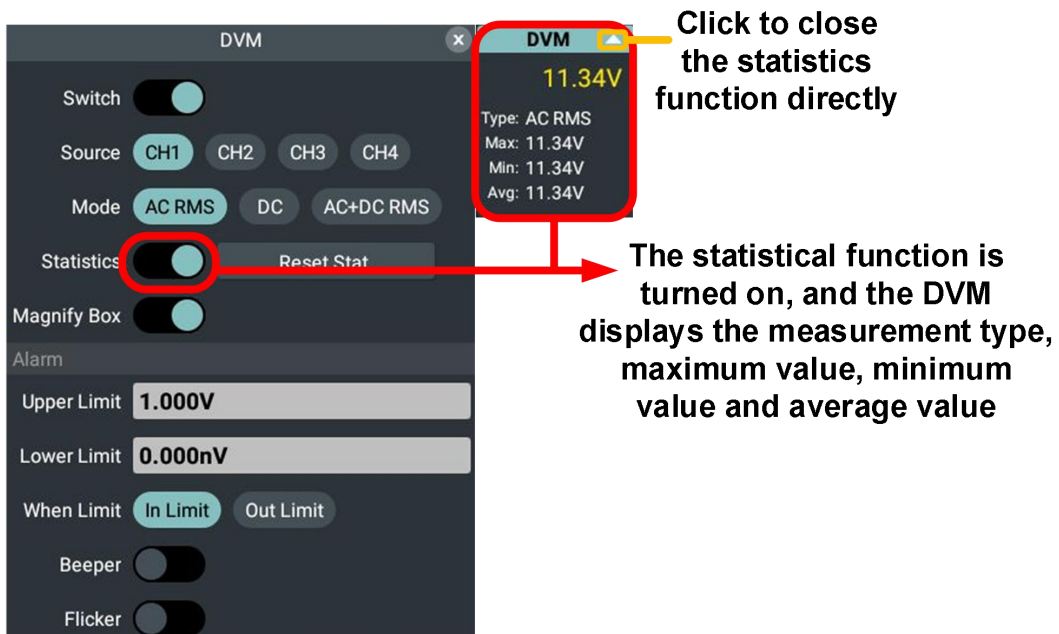 DVM
Switch
Source CH1 CH2 CH3 CH4
Mode AC RMS DC AC+DC RMS
Statistics Reset Stat
Magnify Box
Alarm
Upper Limit 1.000V
Lower Limit 0.000nV
When Limit In Limit Out Limit
Beeper
Flicker
DVM
11.34V
Type: AC RMS
Max: 11.34V
Min: 11.34V
Avg: 11.34V
Click to close
the statistics
function directly
The statistical function is
turned on, and the DVM
displays the measurement type,
maximum value, minimum
value and average value